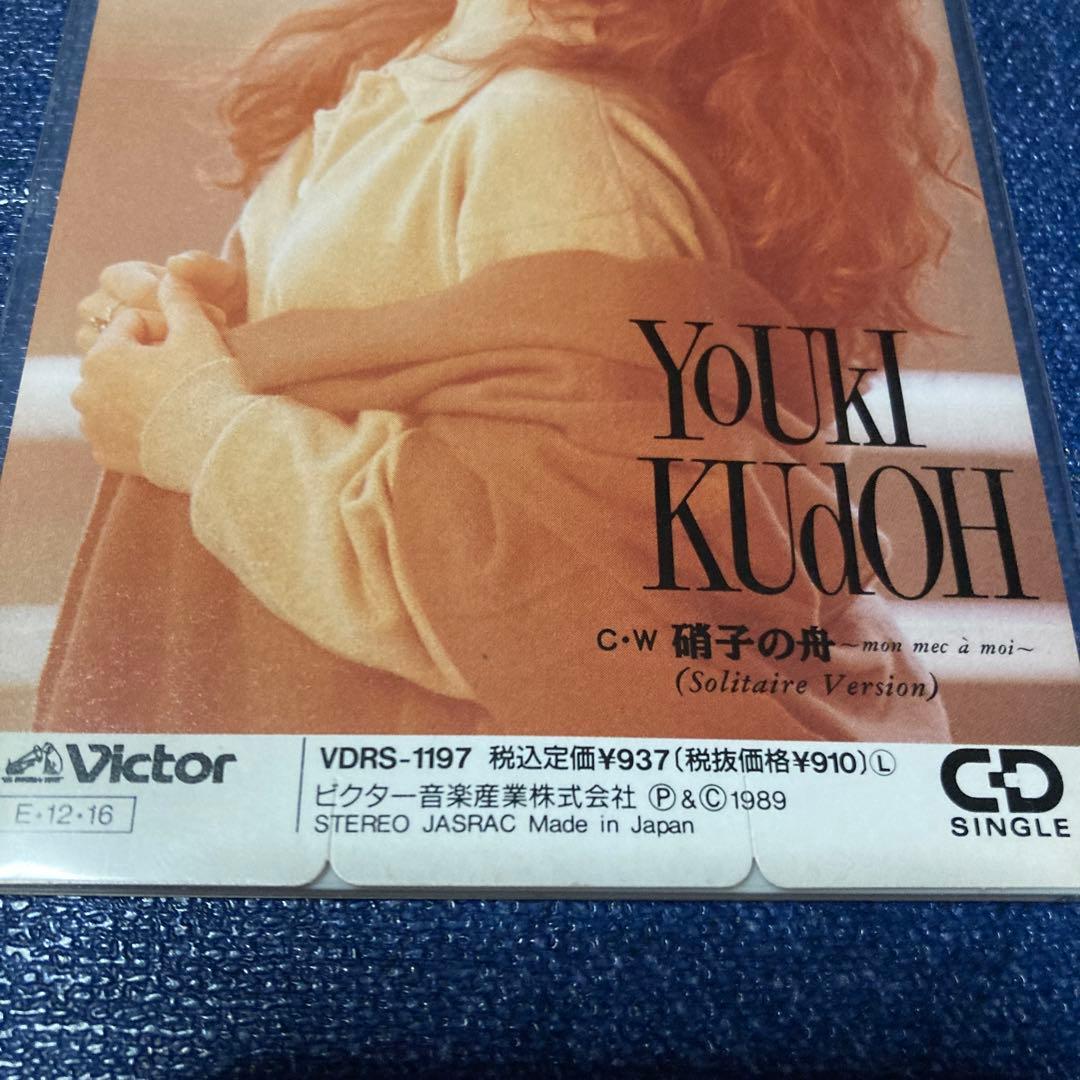 YOUKI
KUdOH
C・W 硝子の舟~mon mec à moi~
(Solitaire Version)
Victor
E・12・16
VDRS-1197 税込定価¥937(税抜価格¥910)Ⓛ
ビクター音楽産業株式会社 Ⓟ&Ⓒ1989
STEREO JASRAC Made in Japan
CD
SINGLE